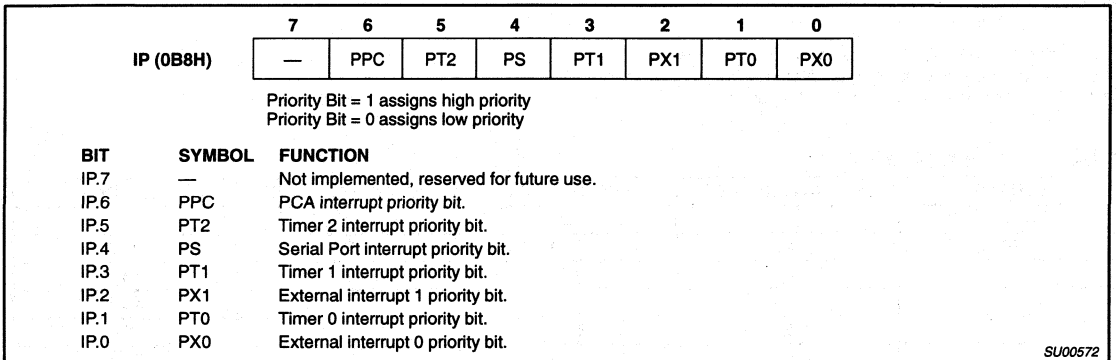 7 6 5 4 3 2 1 0
IP (0B8H) — PPC PT2 PS PT1 PX1 PT0 PX0
Priority Bit = 1 assigns high priority
Priority Bit = 0 assigns low priority
BIT SYMBOL FUNCTION
IP.7 — Not implemented, reserved for future use.
IP.6 PPC PCA interrupt priority bit.
IP.5 PT2 Timer 2 interrupt priority bit.
IP.4 PS Serial Port interrupt priority bit.
IP.3 PT1 Timer 1 interrupt priority bit.
IP.2 PX1 External interrupt 1 priority bit.
IP.1 PT0 Timer 0 interrupt priority bit.
IP.0 PX0 External interrupt 0 priority bit.
SU00572